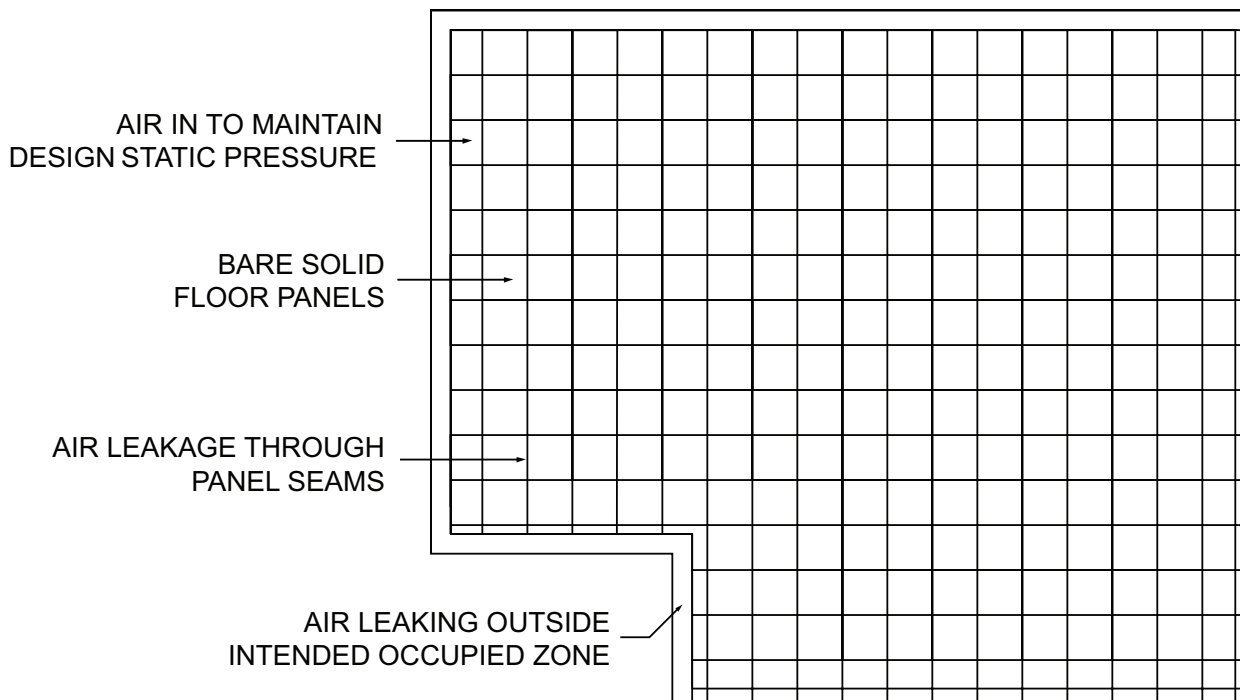 AIR IN TO MAINTAIN
DESIGN STATIC PRESSURE
BARE SOLID
FLOOR PANELS
AIR LEAKAGE THROUGH
PANEL SEAMS
AIR LEAKING OUTSIDE
INTENDED OCCUPIED ZONE